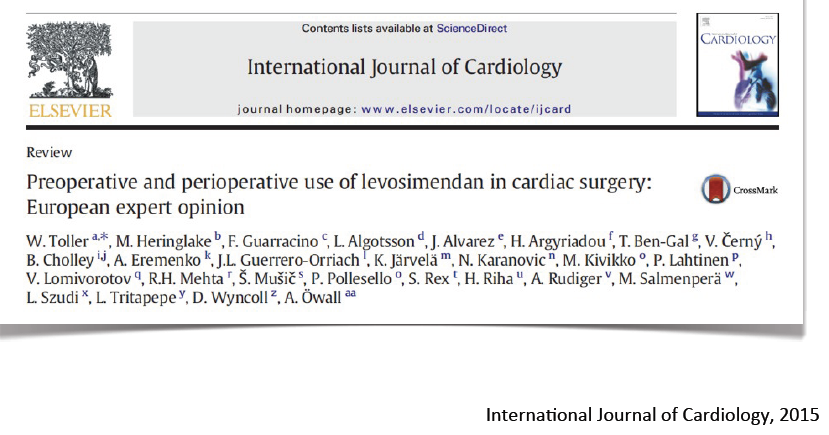 Contents lists available at ScienceDirect
International Journal of Cardiology
journal homepage: www.elsevier.com/locate/ijcard
ELSEVIER
CARDIOLOGY
Review
Preoperative and perioperative use of levosimendan in cardiac surgery:
European expert opinion
CrossMark
W. Toller a,*, M. Heringlake b, F. Guarracino c, L. Algotsson d, J. Alvarez e, H. Argyriadou f, T. Ben-Gal g, V. Černý h,
B. Cholley i,j, A. Eremenko k, J.L. Guerrero-Orriach l, K. Järvelä m, N. Karanovic n, M. Kivikko o, P. Lahtinen p,
V. Lomivorotov q, R.H. Mehta r, Š. Mušič s, P. Pollesello o, S. Rex t, H. Riha u, A. Rudiger v, M. Salmenperä w,
L. Szudi x, L. Tritapepe y, D. Wyncoll z, A. Öwall aa
International Journal of Cardiology, 2015